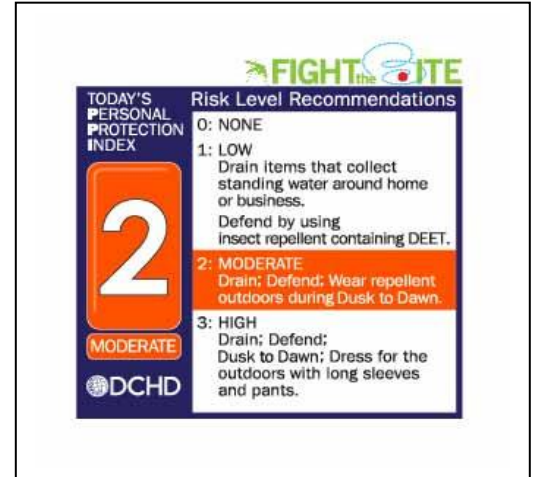 FIGHT the BITE
TODAY'S
PERSONAL
PROTECTION
INDEX
2
MODERATE
DCHD
Risk Level Recommendations
0: NONE
1: LOW
Drain items that collect
standing water around home
or business.
Defend by using
insect repellent containing DEET.
2: MODERATE
Drain; Defend; Wear repellent
outdoors during Dusk to Dawn.
3: HIGH
Drain; Defend;
Dusk to Dawn; Dress for the
outdoors with long sleeves
and pants.